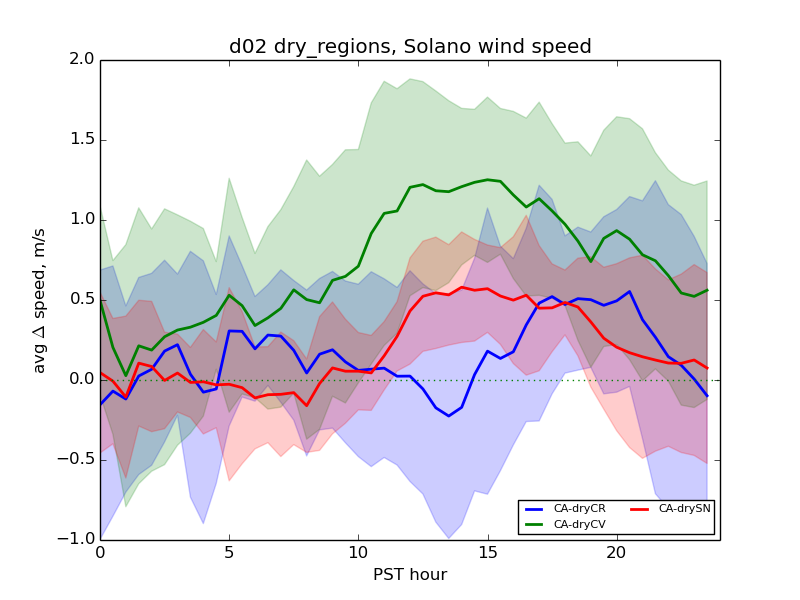 d02 dry_regions, Solano wind speed
2.0
1.5
1.0
0.5
0.0
−0.5
−1.0
avg Δ speed, m/s
0 5 10 15 20
PST hour
CA-dryCR CA-drySN
CA-dryCV